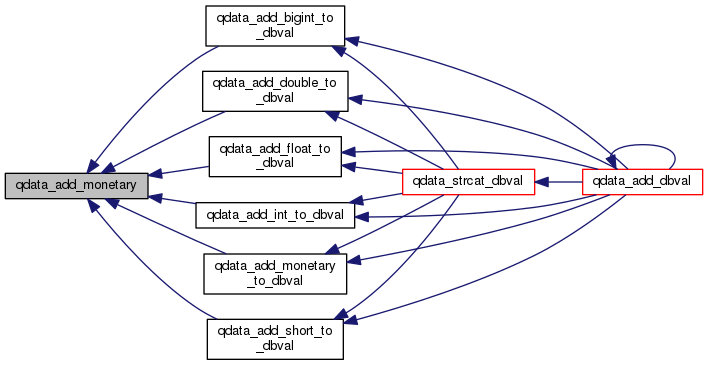 qdata_add_bigint_to
_dbval
qdata_add_double_to
_dbval
qdata_add_float_to
_dbval
qdata_add_monetary
qdata_strcat_dbval
qdata_add_dbval
qdata_add_int_to_dbval
qdata_add_monetary
_to_dbval
qdata_add_short_to
_dbval